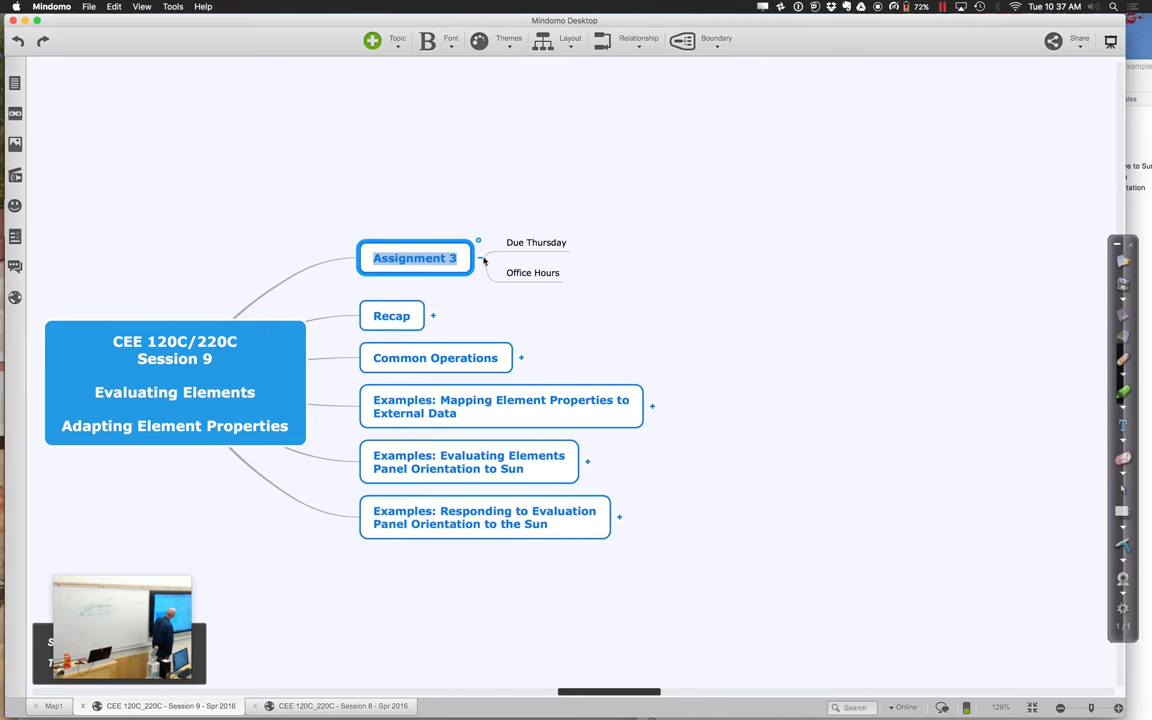 Mindomo File Edit View Tools Help
72% Tue 10 37 AM
Mindomo Desktop
Topic Font Themes Layout Relationship Boundary Share
Due Thursday
Assignment 3
Office Hours
Recap
CEE 120C/220C
Session 9
Evaluating Elements
Adapting Element Properties
Common Operations
Examples: Mapping Element Properties to
External Data
Examples: Evaluating Elements
Panel Orientation to Sun
Examples: Responding to Evaluation
Panel Orientation to the Sun
1/1
x Map1 x CEE 120C_220C - Session 9 - Spr 2016 x CEE 120C_220C - Session 8 - Spr 2016 Search Online 129%